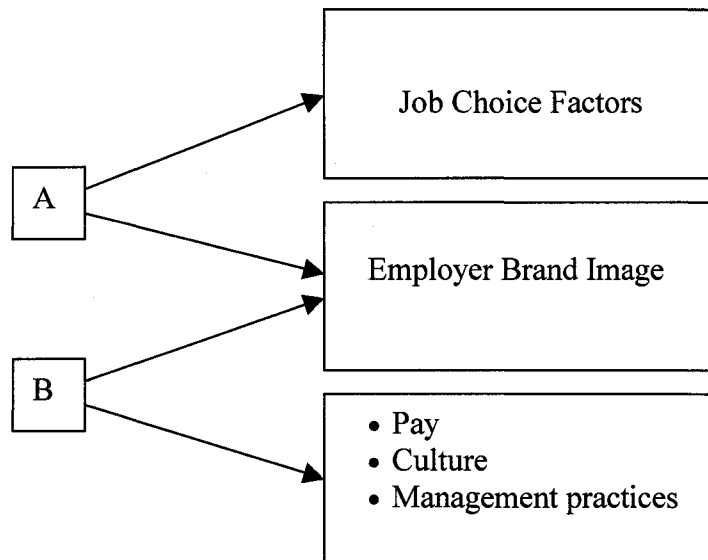 Job Choice Factors
A
Employer Brand Image
B
• Pay
• Culture
• Management practices